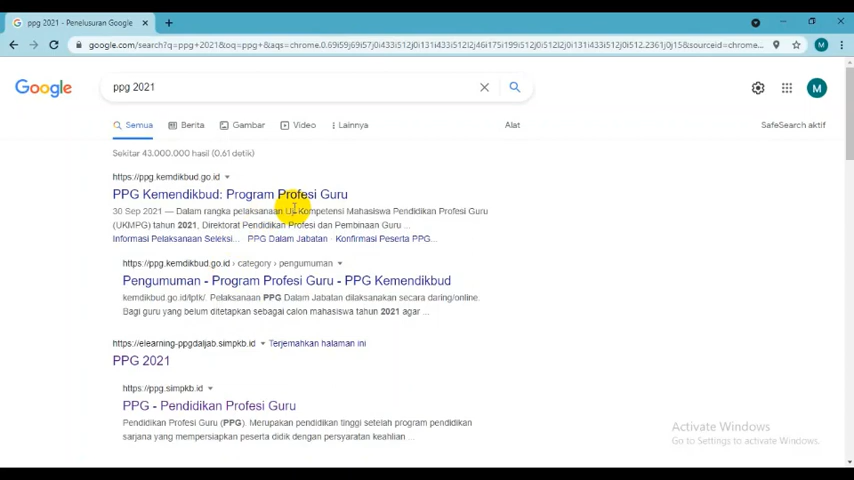 ppg 2021 - Penelusuran Google
google.com/search?q=ppg+2021&oq=ppg+&aqs=chrome.0.69i59j69i57j0i433i512j0i131i433i512l2j46i175i199i512j0i512l2j0i131i433i512j0i512.2361j0j15&sourceid=chrome...
M
Google
ppg 2021
M
Semua
Berita
Gambar
Video
Lainnya
Alat
SafeSearch aktif
Sekitar 43.000.000 hasil (0,61 detik)
https://ppg.kemdikbud.go.id
PPG Kemendikbud: Program Profesi Guru
30 Sep 2021 — Dalam rangka pelaksanaan Uji Kompetensi Mahasiswa Pendidikan Profesi Guru
(UKMPG) tahun 2021, Direktorat Pendidikan Profesi dan Pembinaan Guru ...
Informasi Pelaksanaan Seleksi... · PPG Dalam Jabatan · Konfirmasi Peserta PPG...
https://ppg.kemdikbud.go.id › category › pengumuman
Pengumuman - Program Profesi Guru - PPG Kemendikbud
kemdikbud.go.id/lptk/. Pelaksanaan PPG Dalam Jabatan dilaksanakan secara daring/online.
Bagi guru yang belum ditetapkan sebagai calon mahasiswa tahun 2021 agar ...
https://elearning-ppgdaljab.simpkb.id Terjemahkan halaman ini
PPG 2021
https://ppg.simpkb.id
PPG - Pendidikan Profesi Guru
Pendidikan Profesi Guru (PPG). Merupakan pendidikan tinggi setelah program pendidikan
sarjana yang mempersiapkan peserta didik dengan persyaratan keahlian ...
Activate Windows
Go to Settings to activate Windows.